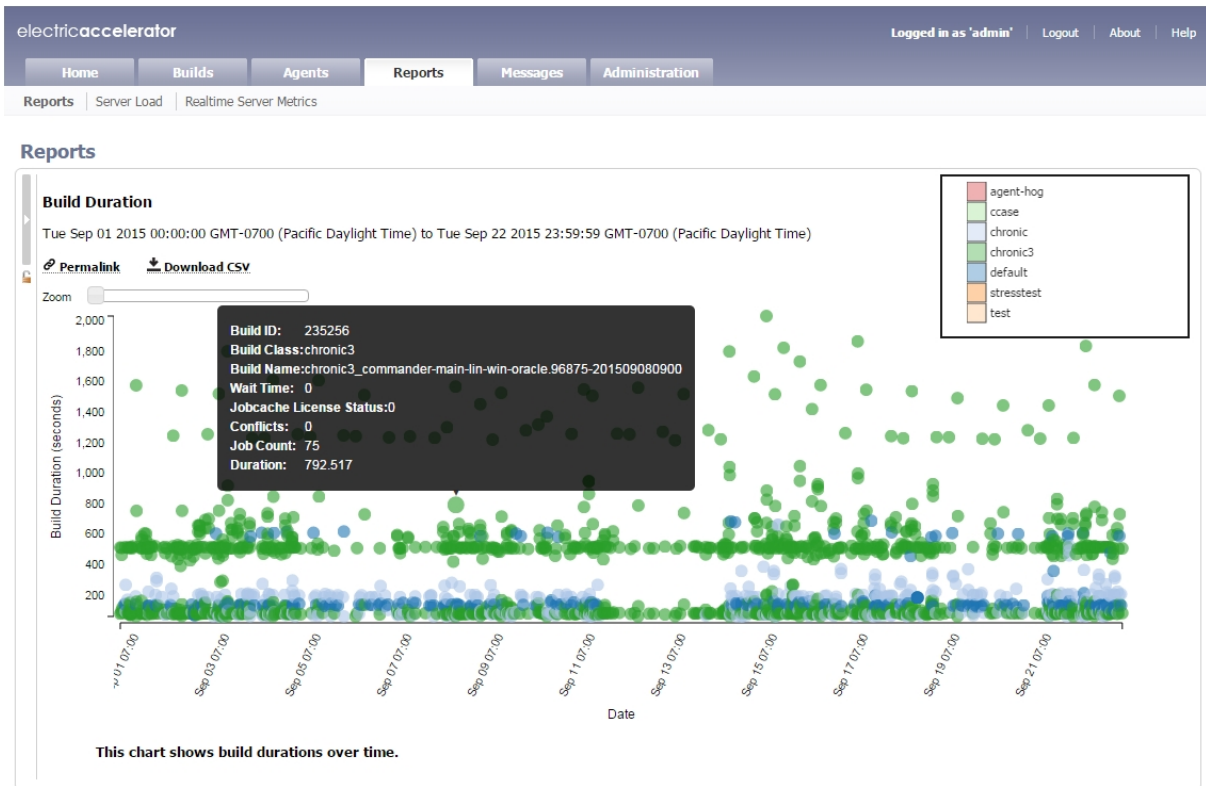 electricaccelerator
Logged in as 'admin' | Logout | About | Help
Home Builds Agents Reports Messages Administration
Reports | Server Load | Realtime Server Metrics
Reports
Build Duration
Tue Sep 01 2015 00:00:00 GMT-0700 (Pacific Daylight Time) to Tue Sep 22 2015 23:59:59 GMT-0700 (Pacific Daylight Time)
Permalink Download CSV
Zoom
agent-hog
ccase
chronic
chronic3
default
stresstest
test
Build ID: 235256
Build Class:chronic3
Build Name:chronic3_commander-main-lin-win-oracle.96875-201509080900
Wait Time: 0
Jobcache License Status:0
Conflicts: 0
Job Count: 75
Duration: 792.517
Build Duration (seconds)
2,000
1,800
1,600
1,400
1,200
1,000
800
600
400
200
01 07:00
Sep 03 07:00
Sep 05 07:00
Sep 07 07:00
Sep 09 07:00
Sep 11 07:00
Sep 13 07:00
Sep 15 07:00
Sep 17 07:00
Sep 19 07:00
Sep 21 07:00
Date
This chart shows build durations over time.